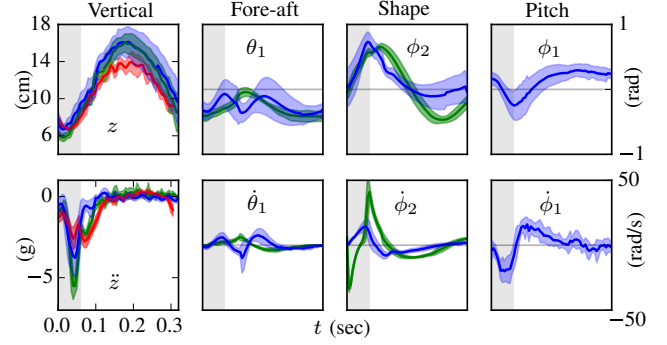 Vertical Fore-aft Shape Pitch
18
14
10
6
(cm)
z
θ₁
ϕ₂
ϕ₁
1
(rad)
−1
0
−5
(g)
z̈
θ̇₁
ϕ̇₂
ϕ̇₁
50
(rad/s)
−50
0.0 0.1 0.2 0.3
t (sec)